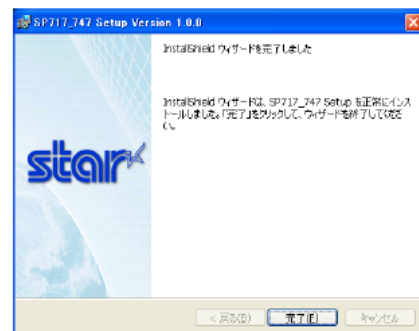 SP717_747 Setup Version 1.0.0
InstallShield ウィザードを完了しました
InstallShield ウィザードは、SP717_747 Setup を正常にインス
トールしました。「完了」をクリックして、ウィザードを終了してくださ
い。
star
< 戻る(B)
完了(F)
キャンセル